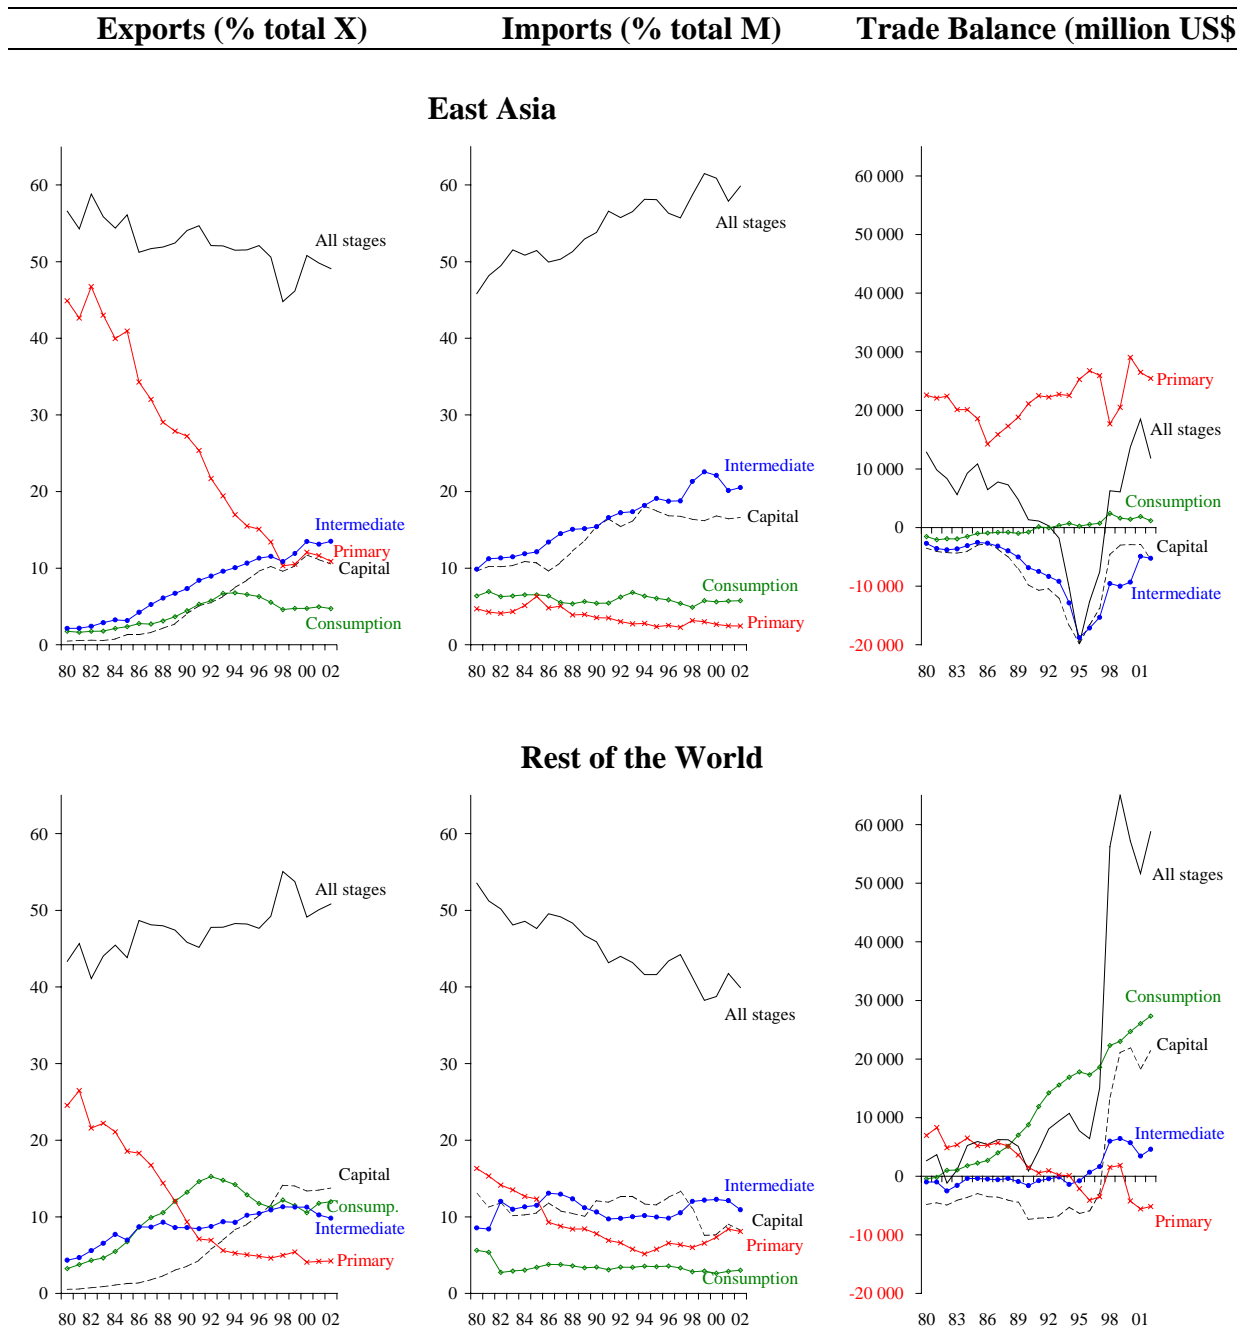 Exports (% total X) Imports (% total M) Trade Balance (million US$
East Asia
60
50
40
30
20
10
0
80 82 84 86 88 90 92 94 96 98 00 02
All stages
Intermediate
Primary
Capital
Consumption
60
50
40
30
20
10
0
80 82 84 86 88 90 92 94 96 98 00 02
All stages
Intermediate
Capital
Consumption
Primary
60 000
50 000
40 000
30 000
20 000
10 000
0
-10 000
-20 000
80 83 86 89 92 95 98 01
Primary
All stages
Consumption
Capital
Intermediate
Rest of the World
60
50
40
30
20
10
0
80 82 84 86 88 90 92 94 96 98 00 02
All stages
Capital
Consump.
Intermediate
Primary
60
50
40
30
20
10
0
80 82 84 86 88 90 92 94 96 98 00 02
All stages
Intermediate
Capital
Primary
Consumption
60 000
50 000
40 000
30 000
20 000
10 000
0
-10 000
-20 000
80 83 86 89 92 95 98 01
All stages
Consumption
Capital
Intermediate
Primary